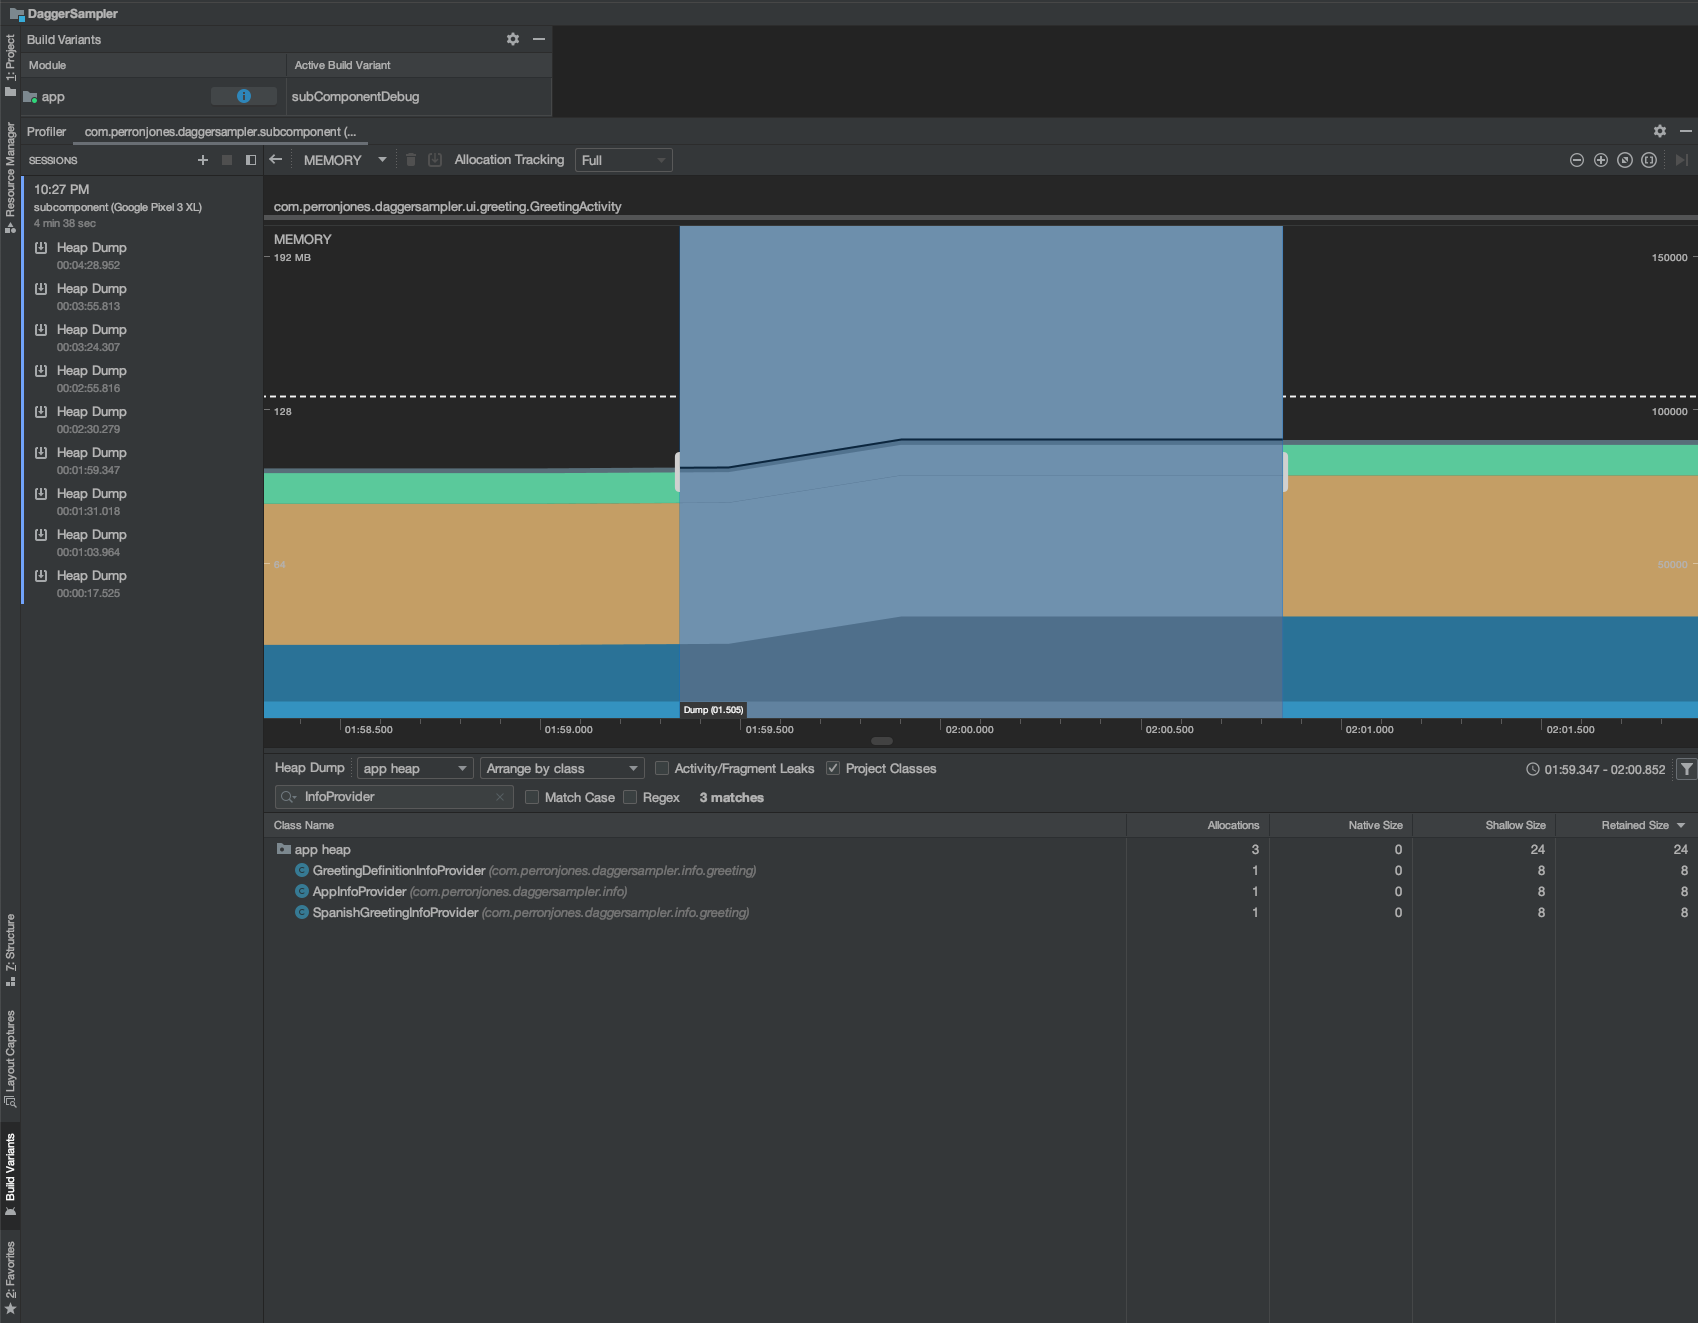 DaggerSampler
Build Variants
Module
Active Build Variant
app
subComponentDebug
Profiler
com.perronjones.daggersampler.subcomponent (...
SESSIONS
MEMORY
Allocation Tracking
Full
10:27 PM
subcomponent (Google Pixel 3 XL)
4 min 38 sec
Heap Dump
00:04:28.952
Heap Dump
00:03:55.813
Heap Dump
00:03:24.307
Heap Dump
00:02:55.816
Heap Dump
00:02:30.279
Heap Dump
00:01:59.347
Heap Dump
00:01:31.018
Heap Dump
00:01:03.964
Heap Dump
00:00:17.525
com.perronjones.daggersampler.ui.greeting.GreetingActivity
MEMORY
192 MB
150000
128
100000
64
50000
Dump (01.505)
01:58.500
01:59.000
01:59.500
02:00.000
02:00.500
02:01.000
02:01.500
Heap Dump
app heap
Arrange by class
Activity/Fragment Leaks
Project Classes
01:59.347 - 02:00.852
InfoProvider
Match Case
Regex
3 matches
Class Name Allocations Native Size Shallow Size Retained Size
app heap 3 0 24 24
GreetingDefinitionInfoProvider (com.perronjones.daggersampler.info.greeting) 1 0 8 8
AppInfoProvider (com.perronjones.daggersampler.info) 1 0 8 8
SpanishGreetingInfoProvider (com.perronjones.daggersampler.info.greeting) 1 0 8 8
1: Project
Resource Manager
7: Structure
Layout Captures
Build Variants
2: Favorites